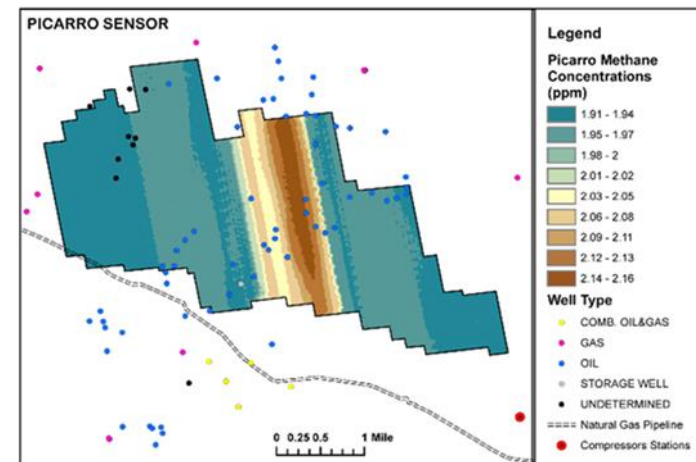 PICARRO SENSOR
0 0.25 0.5 1 Mile
Legend
Picarro Methane
Concentrations
(ppm)
1.91 - 1.94
1.95 - 1.97
1.98 - 2
2.01 - 2.02
2.03 - 2.05
2.06 - 2.08
2.09 - 2.11
2.12 - 2.13
2.14 - 2.16
Well Type
COMB. OIL&GAS
GAS
OIL
STORAGE WELL
UNDETERMINED
Natural Gas Pipeline
Compressors Stations